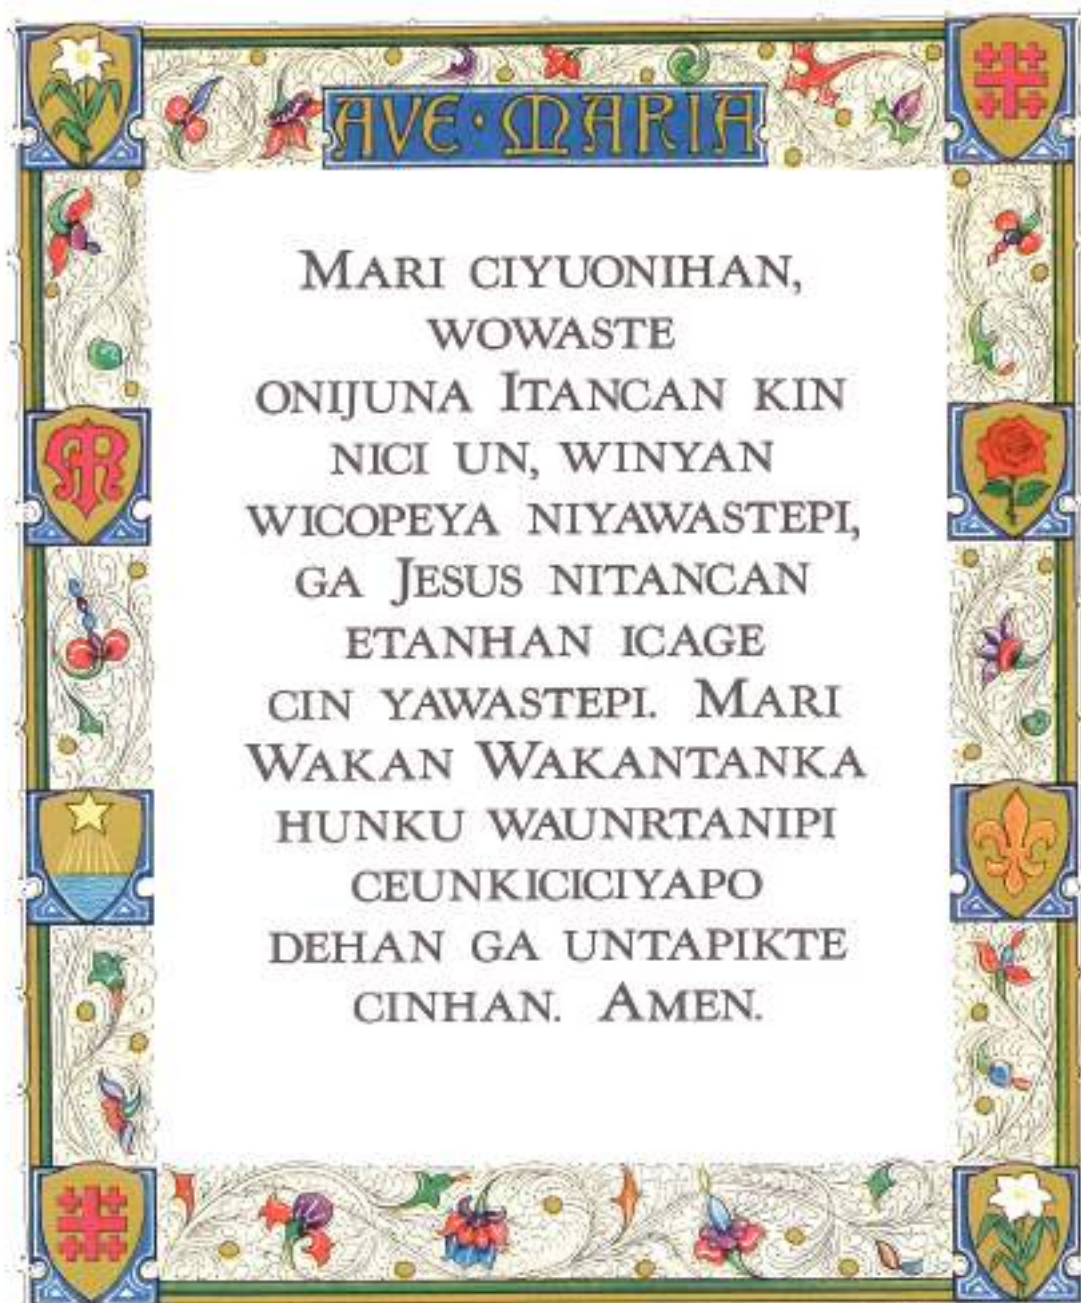 AVE · MARIA
MARI CIYUONIHAN,
WOWASTE
ONIJUNA ITANCAN KIN
NICI UN, WINYAN
WICOPEYA NIYAWASTEPI,
GA JESUS NITANCAN
ETANHAN ICAGE
CIN YAWASTEPI. MARI
WAKAN WAKANTANKA
HUNKU WAUNRTANIPI
CEUNKICICIYAPO
DEHAN GA UNTAPIKTE
CINHAN. AMEN.